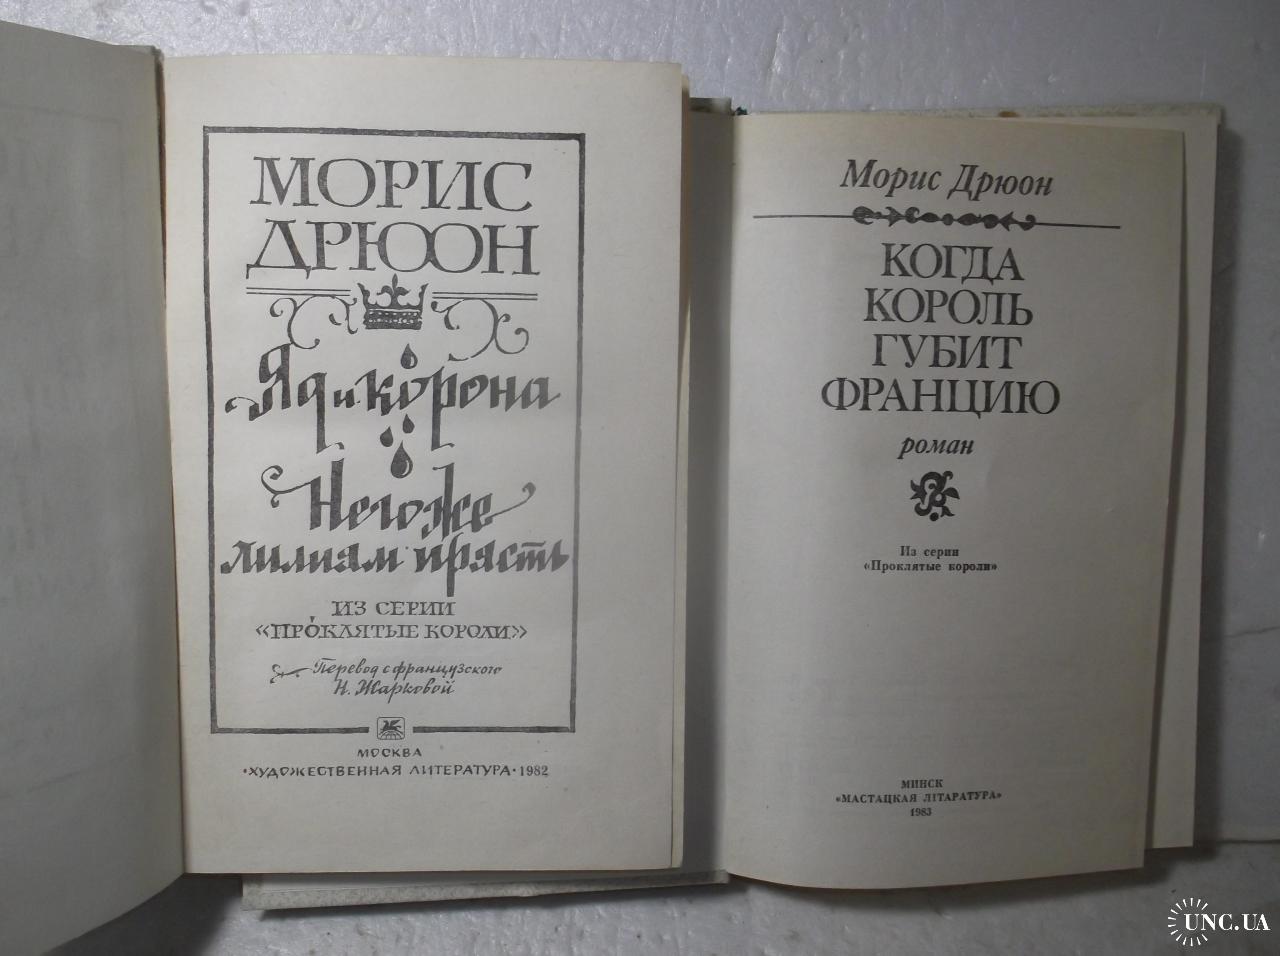 МОРИС
ДРЮОН
Яд и корона
Негоже
лилиям прясть
ИЗ СЕРИИ
«ПРОКЛЯТЫЕ КОРОЛИ»
Перевод с французского
Н. Жарковой
МОСКВА
•ХУДОЖЕСТВЕННАЯ ЛИТЕРАТУРА• 1982
Морис Дрюон
КОГДА
КОРОЛЬ
ГУБИТ
ФРАНЦИЮ
роман
Из серии
«Проклятые короли»
МИНСК
«МАСТАЦКАЯ ЛІТАРАТУРА»
1983
UNC.UA